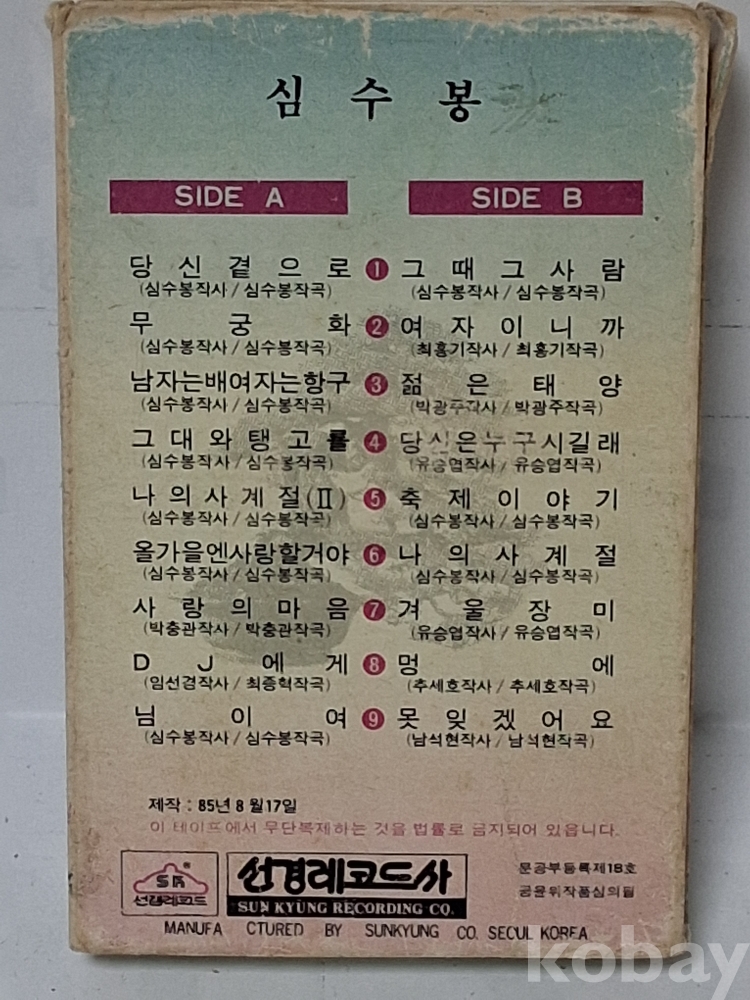 심 수 봉
SIDE A SIDE B
당 신 곁 으 로 1 그 때 그 사 람
(심수봉작사 / 심수봉작곡) (심수봉작사 / 심수봉작곡)
무 궁 화 2 여 자 이 니 까
(심수봉작사 / 심수봉작곡) (최홍기작사 / 최홍기작곡)
남자는배여자는항구 3 젊 은 태 양
(심수봉작사 / 심수봉작곡) (박광주작사 / 박광주작곡)
그 대 와 탱 고 를 4 당신은누구시길래
(심수봉작사 / 심수봉작곡) (유승엽작사 / 유승엽작곡)
나 의 사 계 절 (II) 5 축 제 이 야 기
(심수봉작사 / 심수봉작곡) (심수봉작사 / 심수봉작곡)
올가을엔사랑할거야 6 나 의 사 계 절
(심수봉작사 / 심수봉작곡) (심수봉작사 / 심수봉작곡)
사 랑 의 마 음 7 겨 울 장 미
(박충관작사 / 박충관작곡) (유승엽작사 / 유승엽작곡)
D J 에 게 8 멍 에
(임선경작사 / 최종혁작곡) (추세호작사 / 추세호작곡)
님 이 여 9 못 잊 겠 어 요
(심수봉작사 / 심수봉작곡) (남석현작사 / 남석현작곡)
제작 : 85년 8월17일
이 테이프에서 무단복제하는 것을 법률로 금지되어 있읍니다.
SR
선경레코드
선경레코드사
SUN KYUNG RECORDING CO.
문공부등록제18호
공윤위작품심의필
MANUFA CTURED BY SUNKYUNG CO. SEOUL KOREA
kobay